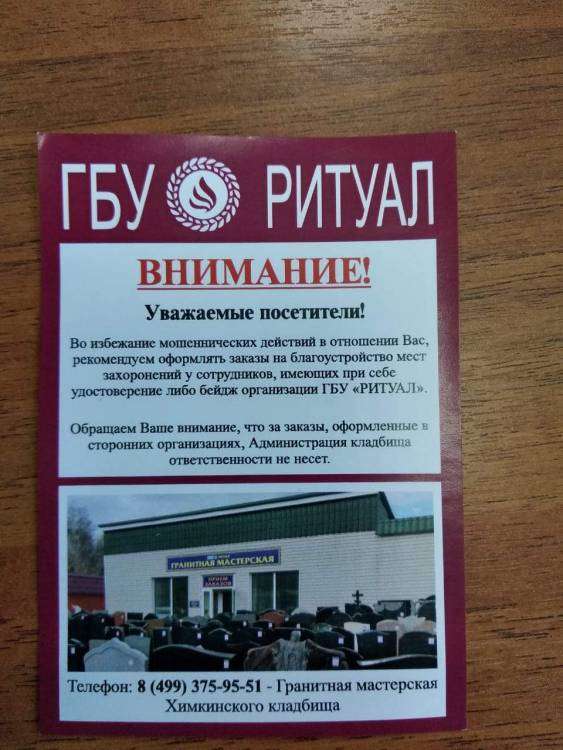 ГБУ РИТУАЛ
ВНИМАНИЕ!
Уважаемые посетители!
Во избежание мошеннических действий в отношении Вас,
рекомендуем оформлять заказы на благоустройство мест
захоронений у сотрудников, имеющих при себе
удостоверение либо бейдж организации ГБУ «РИТУАЛ».
Обращаем Ваше внимание, что за заказы, оформленные в
сторонних организациях, Администрация кладбища
ответственности не несет.
ГРАНИТНАЯ МАСТЕРСКАЯ
ПРИЕМ
ЗАКАЗОВ
Телефон: 8 (499) 375-95-51 - Гранитная мастерская
Химкинского кладбища